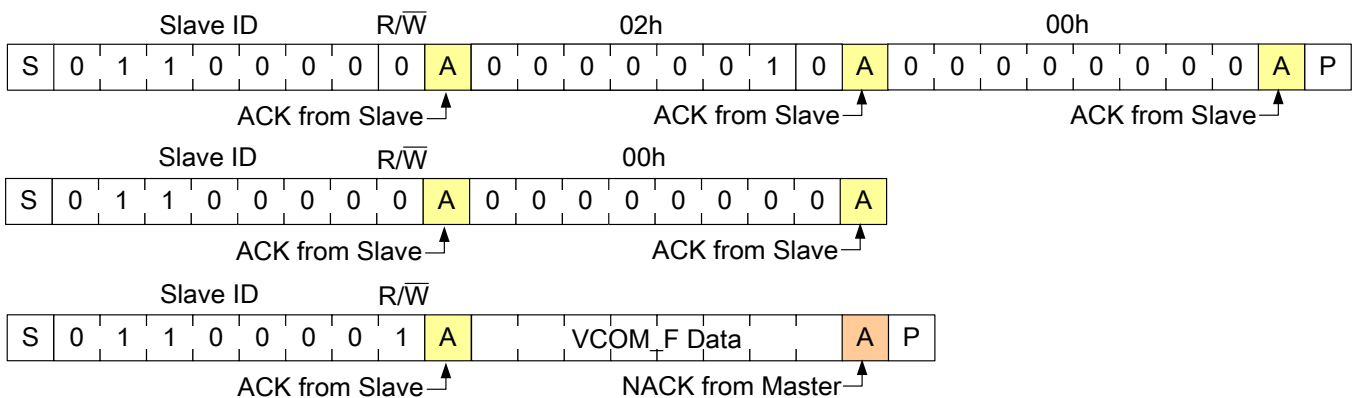 Slave ID R/W 02h 00h
S 0 1 1 0 0 0 0 0 A 0 0 0 0 0 0 1 0 A 0 0 0 0 0 0 0 0 A P
ACK from Slave ACK from Slave ACK from Slave
Slave ID R/W 00h
S 0 1 1 0 0 0 0 0 A 0 0 0 0 0 0 0 0 A
ACK from Slave ACK from Slave
Slave ID R/W
S 0 1 1 0 0 0 0 1 A VCOM_F Data A P
ACK from Slave NACK from Master